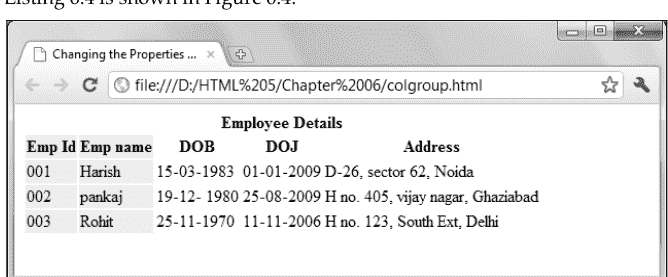 Listing 6.4 is shown in Figure 6.4.
Changing the Properties ...
file:///D:/HTML%205/Chapter%2006/colgroup.html
Employee Details
Emp Id Emp name DOB DOJ Address
001 Harish 15-03-1983 01-01-2009 D-26, sector 62, Noida
002 pankaj 19-12- 1980 25-08-2009 H no. 405, vijay nagar, Ghaziabad
003 Rohit 25-11-1970 11-11-2006 H no. 123, South Ext, Delhi